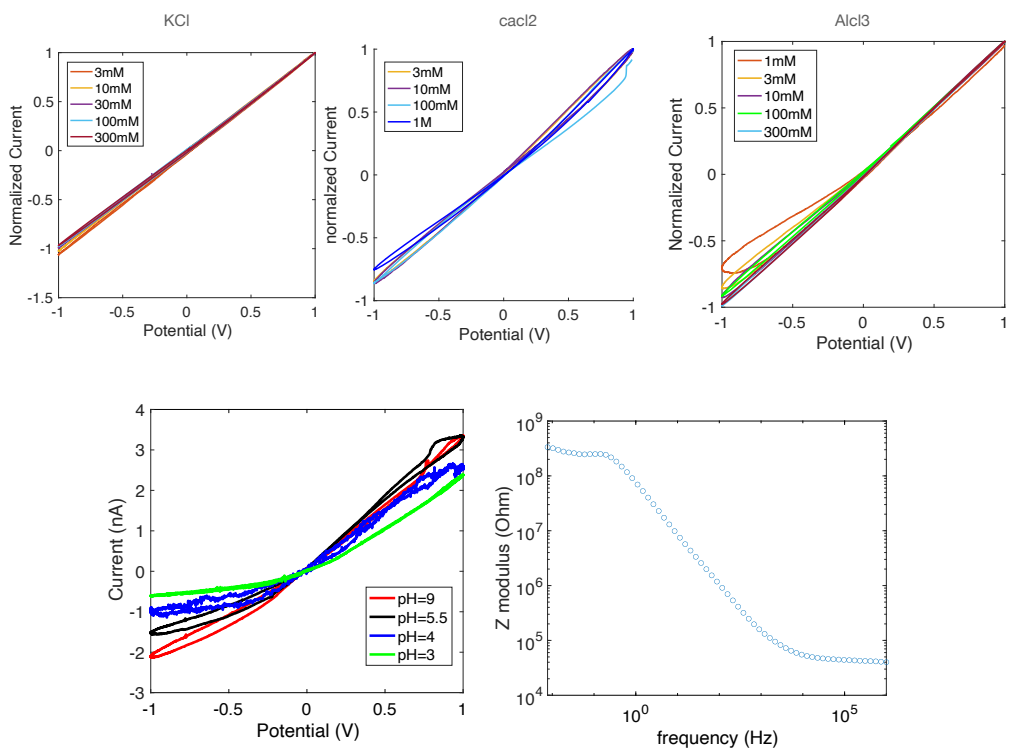 KCl
cacl2
Alcl3
1
0.5
0
-0.5
-1
-1.5
Normalized Current
3mM
10mM
30mM
100mM
300mM
-1
-0.5
0
0.5
1
Potential (V)
1
0.5
0
-0.5
-1
normalzed Current
3mM
10mM
100mM
1M
-1
-0.5
0
0.5
1
Potential (V)
1
0.5
0
-0.5
-1
Normalized Current
1mM
3mM
10mM
100mM
300mM
-1
-0.5
0
0.5
1
Potential (V)
4
3
2
1
0
-1
-2
-3
Current (nA)
pH=9
pH=5.5
pH=4
pH=3
-1
-0.5
0
0.5
1
Potential (V)
10⁹
10⁸
10⁷
10⁶
10⁵
10⁴
Z modulus (Ohm)
10⁰
10⁵
frequency (Hz)